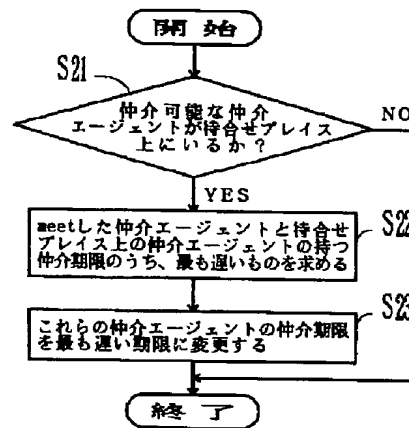 開始
S21
仲介可能な仲介
エージェントが待合せプレイス
上にいるか?
NO
YES
meetした仲介エージェントと待合せ
プレイス上の仲介エージェントの持つ
仲介期限のうち、最も遅いものを求める
S22
これらの仲介エージェントの仲介期限
を最も遅い期限に変更する
S23
終了